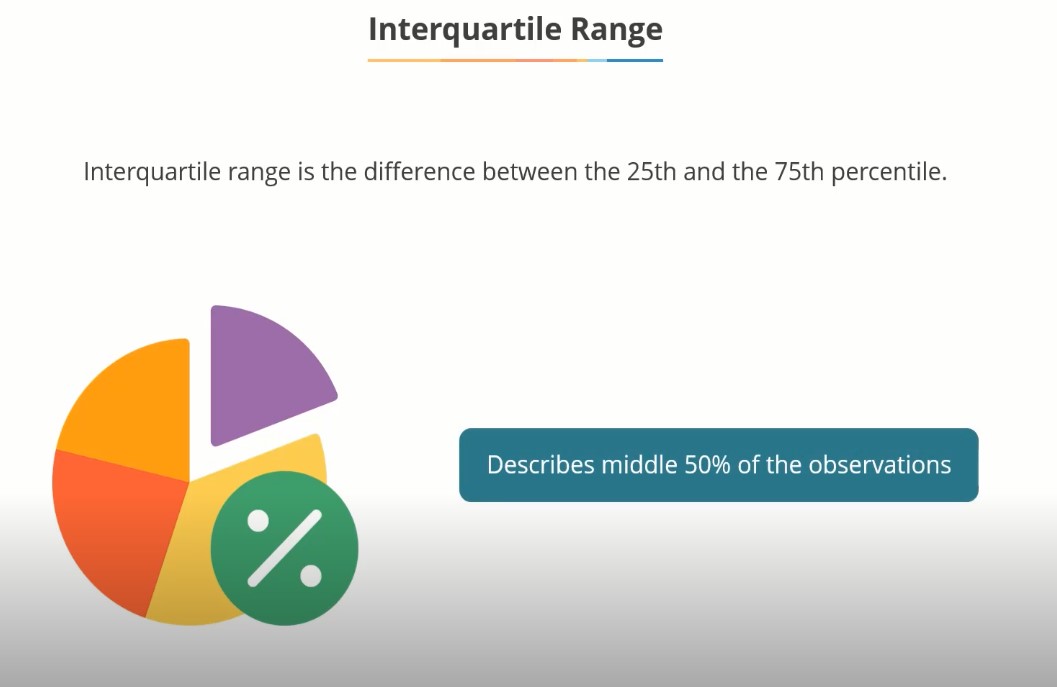 Interquartile Range
Interquartile range is the difference between the 25th and the 75th percentile.
%
Describes middle 50% of the observations